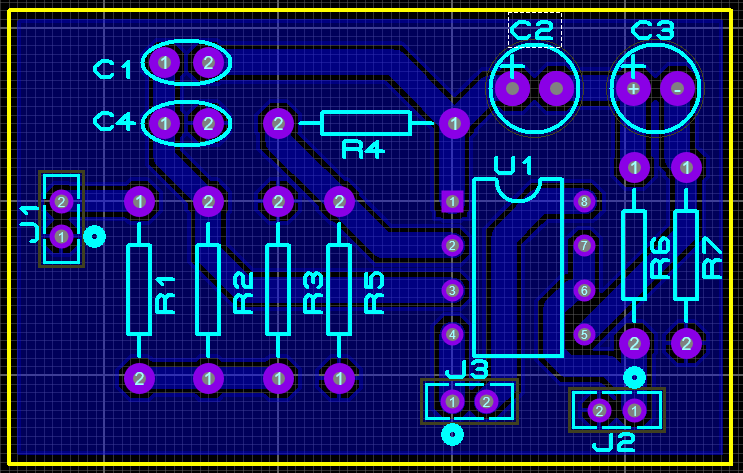 C2 C3
C1 1 2
+ + + -
C4 1 2 2 1
R4
U1
1 1
J1 2 1 2 2 2 1 8
1 2 7
R1 R2 R3 R5 R6 R7
3 6
4 5
2 2
2 1 1 1
J3
1 2
2 1
J2